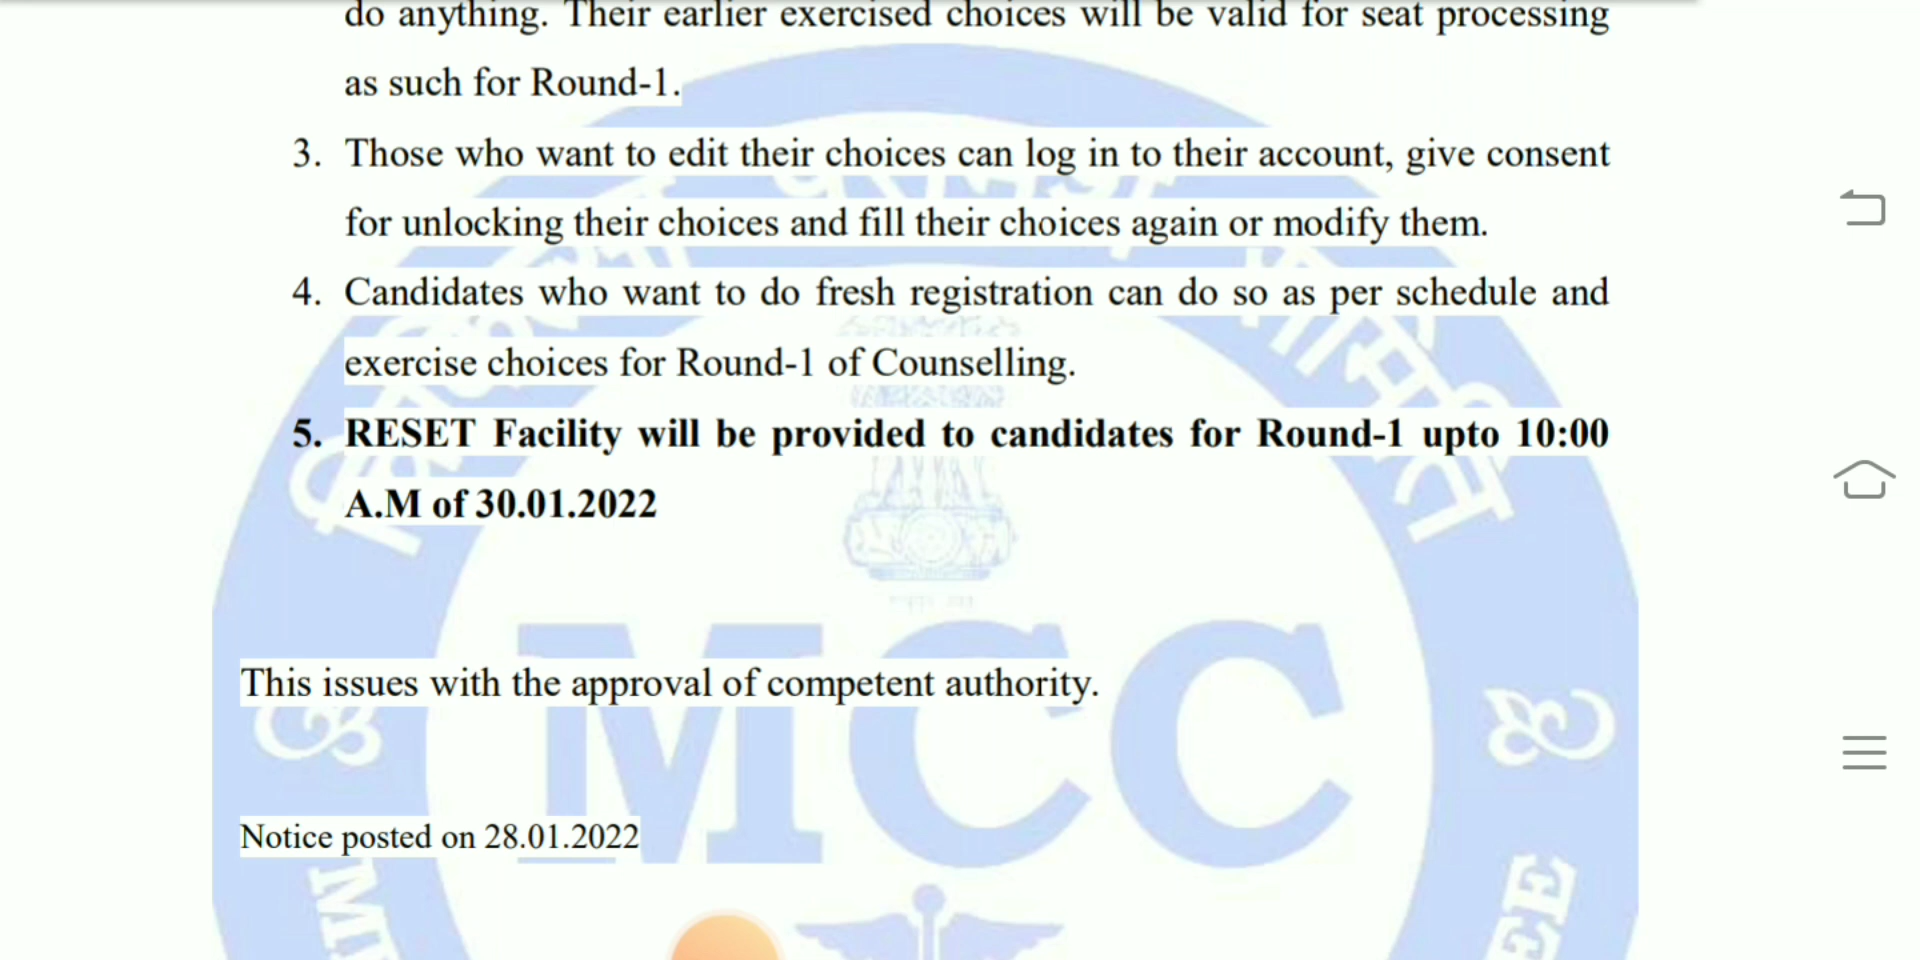 do anything. Their earlier exercised choices will be valid for seat processing
as such for Round-1.
3. Those who want to edit their choices can log in to their account, give consent
for unlocking their choices and fill their choices again or modify them.
4. Candidates who want to do fresh registration can do so as per schedule and
exercise choices for Round-1 of Counselling.
5. RESET Facility will be provided to candidates for Round-1 upto 10:00
A.M of 30.01.2022
MCC
This issues with the approval of competent authority.
Notice posted on 28.01.2022